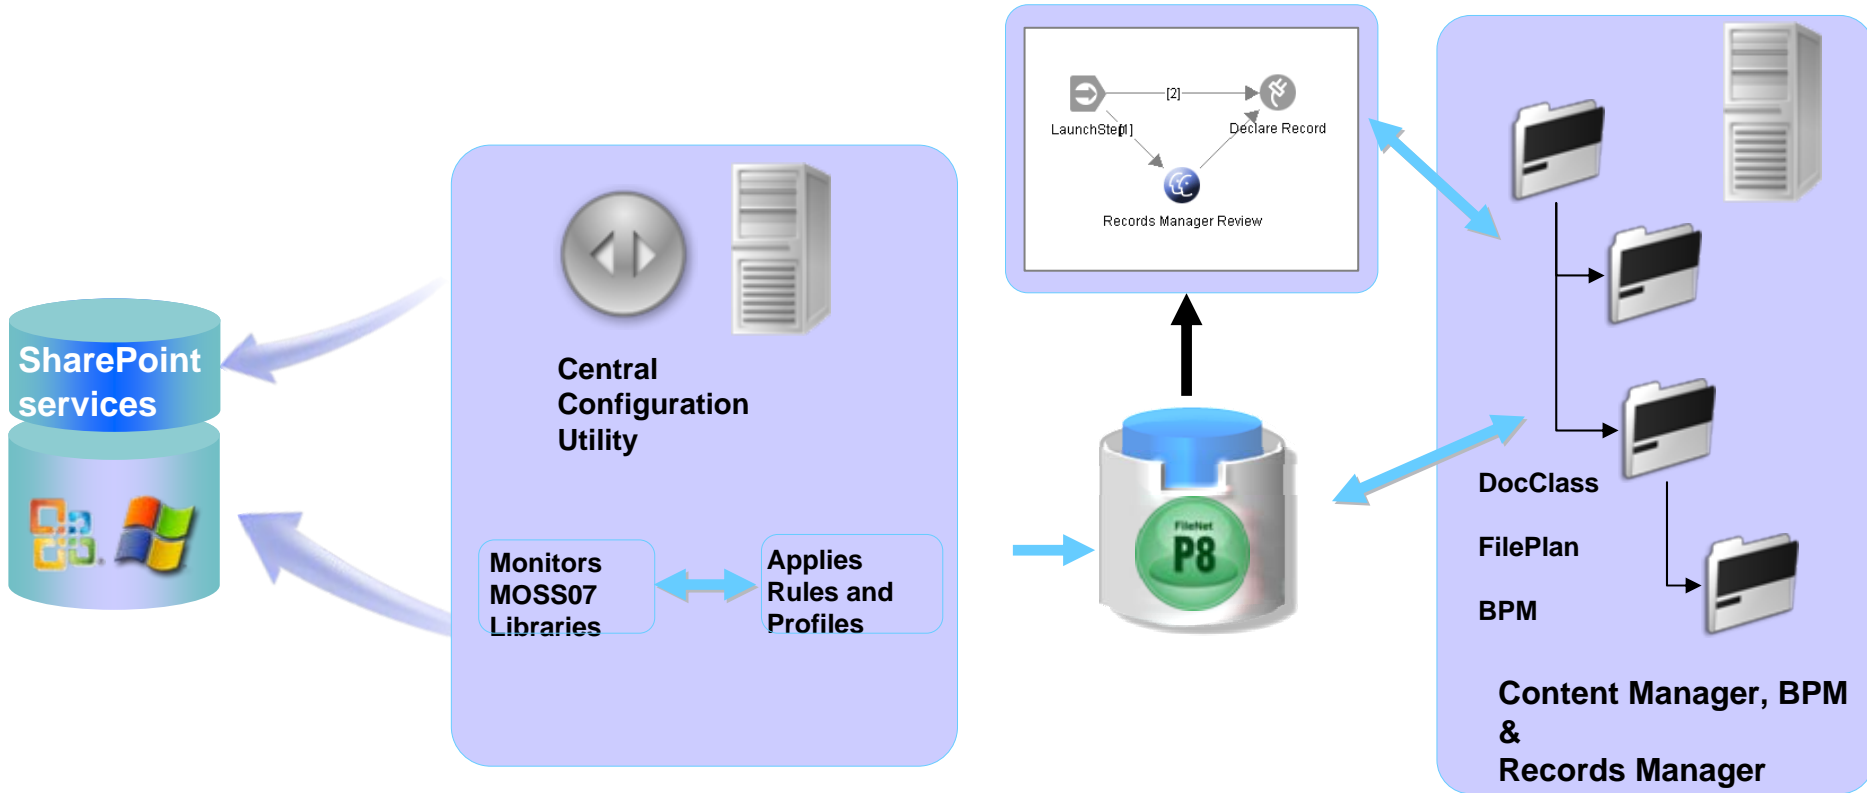 SharePoint
services
Central
Configuration
Utility
Monitors
MOSS07
Libraries
Applies
Rules and
Profiles
[2]
LaunchStep
[1]
Declare Record
Records Manager Review
FileNet
P8
DocClass
FilePlan
BPM
Content Manager, BPM
&
Records Manager